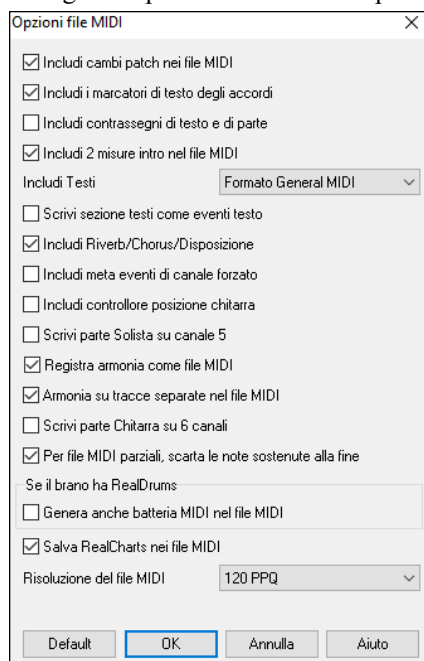 Opzioni file MIDI
Includi cambi patch nei file MIDI
Includi i marcatori di testo degli accordi
Includi contrassegni di testo e di parte
Includi 2 misure intro nel file MIDI
Includi Testi Formato General MIDI
Scrivi sezione testi come eventi testo
Includi Riverb/Chorus/Disposizione
Includi meta eventi di canale forzato
Includi controllore posizione chitarra
Scrivi parte Solista su canale 5
Registra armonia come file MIDI
Armonia su tracce separate nel file MIDI
Scrivi parte Chitarra su 6 canali
Per file MIDI parziali, scarta le note sostenute alla fine
Se il brano ha RealDrums
Genera anche batteria MIDI nel file MIDI
Salva RealCharts nei file MIDI
Risoluzione del file MIDI 120 PPQ
Default OK Annulla Aiuto